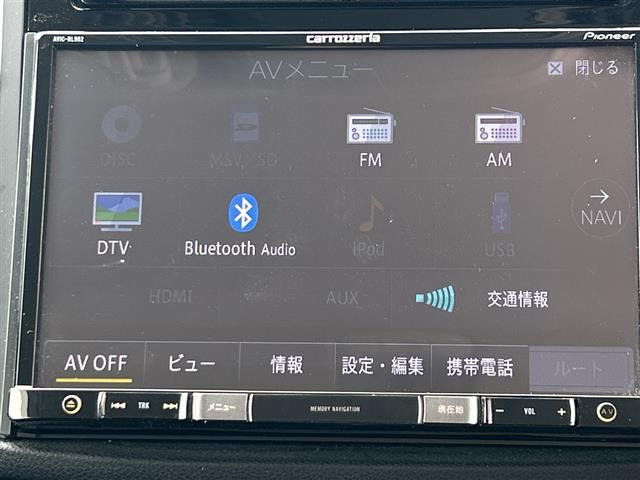 AVIC-RL902 carrozzeria Pioneer
AVメニュー 閉じる
DISC MSV/SD FM AM
DTV Bluetooth Audio iPod USB NAVI
HDMI AUX 交通情報
AV OFF ビュー 情報 設定・編集 携帯電話 ルート
TRK メニュー MEMORY NAVIGATION 現在地 − VOL + AV